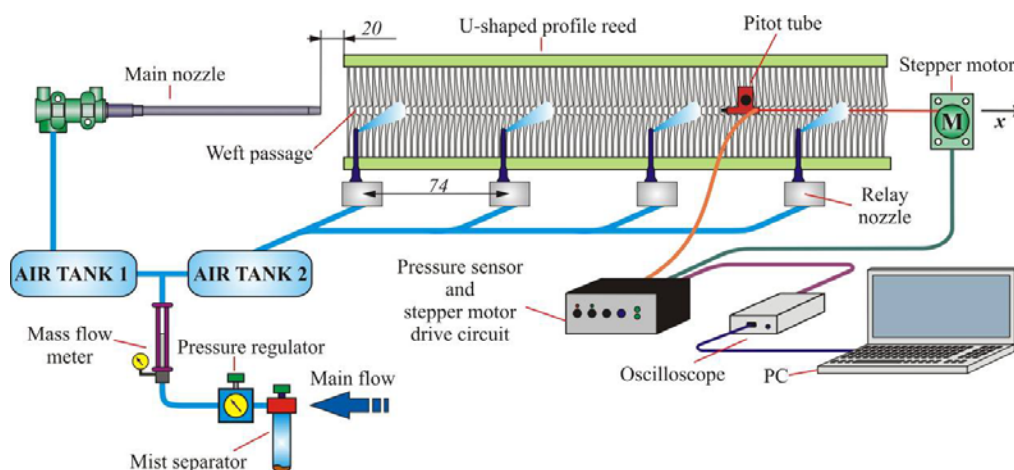 20
U-shaped profile reed
Pitot tube
Main nozzle
Stepper motor
M
x
Weft passage
74
Relay
nozzle
AIR TANK 1
AIR TANK 2
Pressure sensor
and
stepper motor
drive circuit
Mass flow
meter
Pressure regulator
Main flow
Oscilloscope
PC
Mist separator